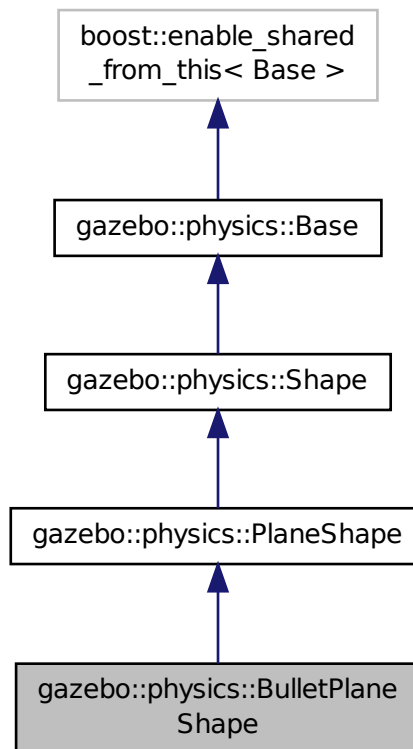 boost::enable_shared
_from_this< Base >
gazebo::physics::Base
gazebo::physics::Shape
gazebo::physics::PlaneShape
gazebo::physics::BulletPlane
Shape